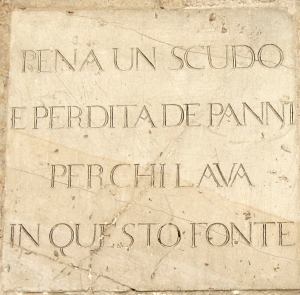 PENA UN SCUDO
E PERDITA DE PANNI
PER CHI LAVA
IN QUESTO·FONTE